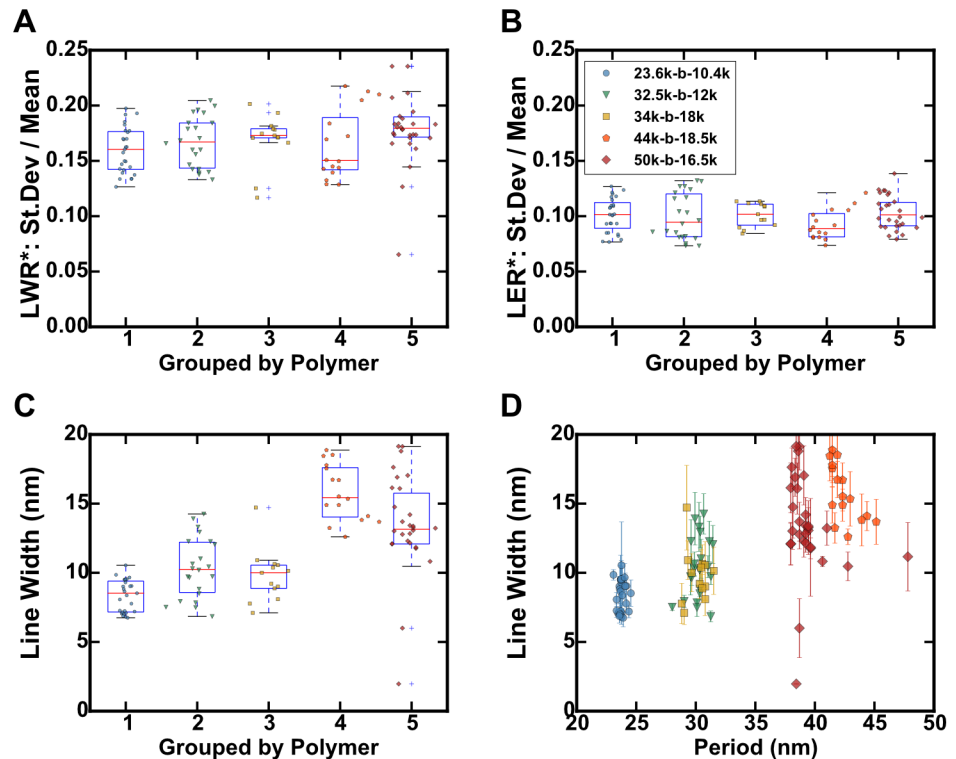 A
LWR*: St.Dev / Mean
0.25
0.20
0.15
0.10
0.05
0.00
1 2 3 4 5
Grouped by Polymer
B
LER*: St.Dev / Mean
0.25
0.20
0.15
0.10
0.05
0.00
23.6k-b-10.4k
32.5k-b-12k
34k-b-18k
44k-b-18.5k
50k-b-16.5k
1 2 3 4 5
Grouped by Polymer
C
Line Width (nm)
20
15
10
5
0
1 2 3 4 5
Grouped by Polymer
D
Line Width (nm)
20
15
10
5
0
20 25 30 35 40 45 50
Period (nm)